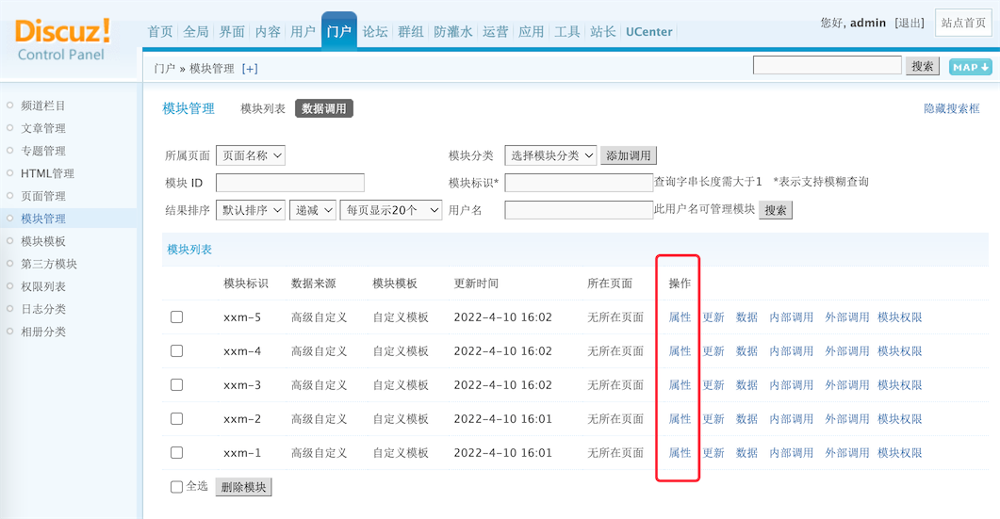 Discuz!
Control Panel
首页 全局 界面 内容 用户 门户 论坛 群组 防灌水 运营 应用 工具 站长 UCenter
您好, admin [退出] 站点首页
门户 » 模块管理 [+] 搜索 MAP
频道栏目
文章管理
专题管理
HTML管理
页面管理
模块管理
模块模板
第三方模块
权限列表
日志分类
相册分类
模块管理 模块列表 数据调用 隐藏搜索框
所属页面 页面名称 模块分类 选择模块分类 添加调用
模块 ID 模块标识* 查询字串长度需大于1 *表示支持模糊查询
结果排序 默认排序 递减 每页显示20个 用户名 此用户名可管理模块 搜索
模块列表
模块标识 数据来源 模块模板 更新时间 所在页面 操作
xxm-5 高级自定义 自定义模板 2022-4-10 16:02 无所在页面 属性 更新 数据 内部调用 外部调用 模块权限
xxm-4 高级自定义 自定义模板 2022-4-10 16:02 无所在页面 属性 更新 数据 内部调用 外部调用 模块权限
xxm-3 高级自定义 自定义模板 2022-4-10 16:02 无所在页面 属性 更新 数据 内部调用 外部调用 模块权限
xxm-2 高级自定义 自定义模板 2022-4-10 16:01 无所在页面 属性 更新 数据 内部调用 外部调用 模块权限
xxm-1 高级自定义 自定义模板 2022-4-10 16:01 无所在页面 属性 更新 数据 内部调用 外部调用 模块权限
全选 删除模块